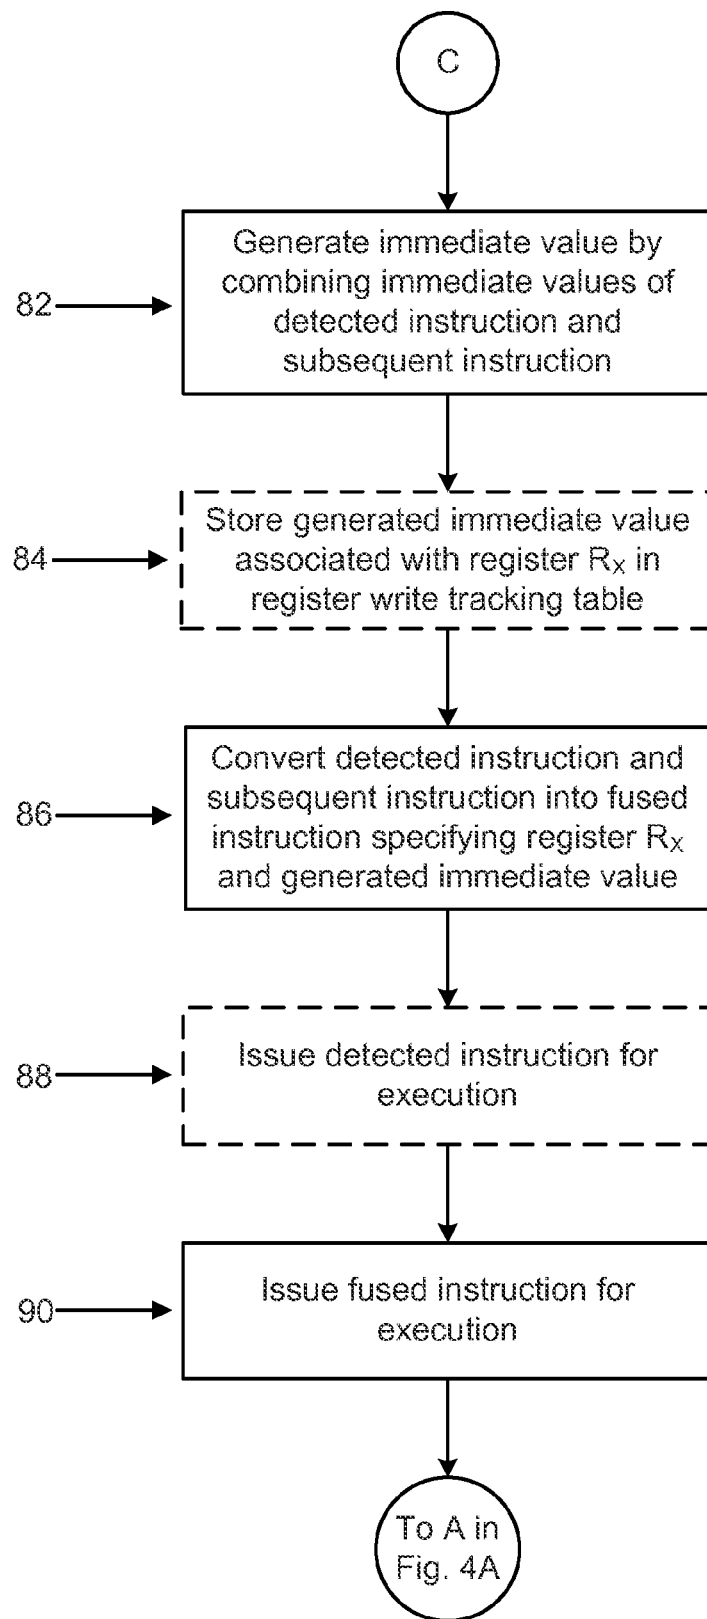 C
82
Generate immediate value by
combining immediate values of
detected instruction and
subsequent instruction
84
Store generated immediate value
associated with register RX in
register write tracking table
86
Convert detected instruction and
subsequent instruction into fused
instruction specifying register RX
and generated immediate value
88
Issue detected instruction for
execution
90
Issue fused instruction for
execution
To A in
Fig. 4A